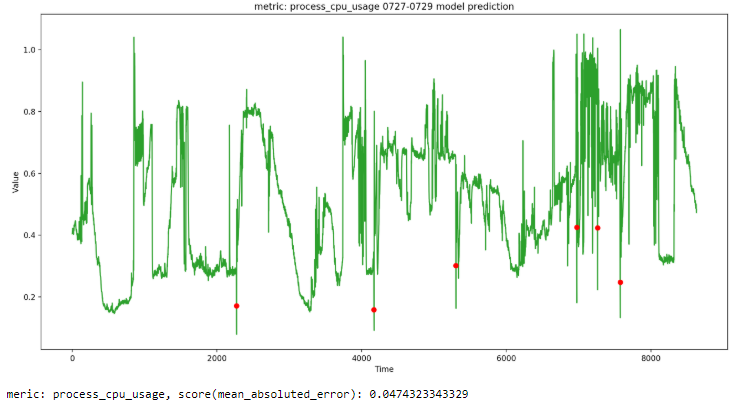 metric: process_cpu_usage 0727-0729 model prediction
1.0
0.8
0.6
0.4
0.2
Value
0 2000 4000 6000 8000
Time
meric: process_cpu_usage, score(mean_absoluted_error): 0.0474323343329